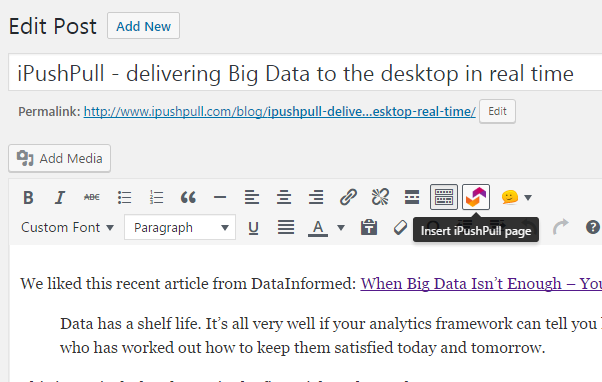 Edit Post Add New
iPushPull - delivering Big Data to the desktop in real time
Permalink: http://www.ipushpull.com/blog/ipushpull-delive...esktop-real-time/ Edit
Add Media
B I ABC
Custom Font Paragraph U A
Insert iPushPull page
We liked this recent article from DataInformed: When Big Data Isn’t Enough – You
Data has a shelf life. It’s all very well if your analytics framework can tell you
who has worked out how to keep them satisfied today and tomorrow.